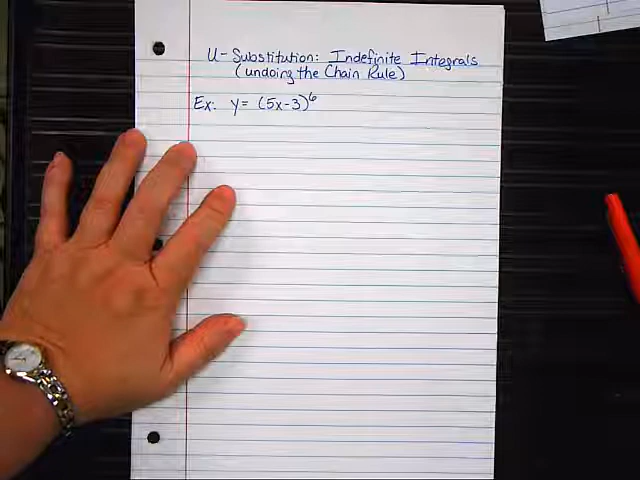 U-Substitution: Indefinite Integrals
(undoing the Chain Rule)
Ex: y= (5x-3)⁶